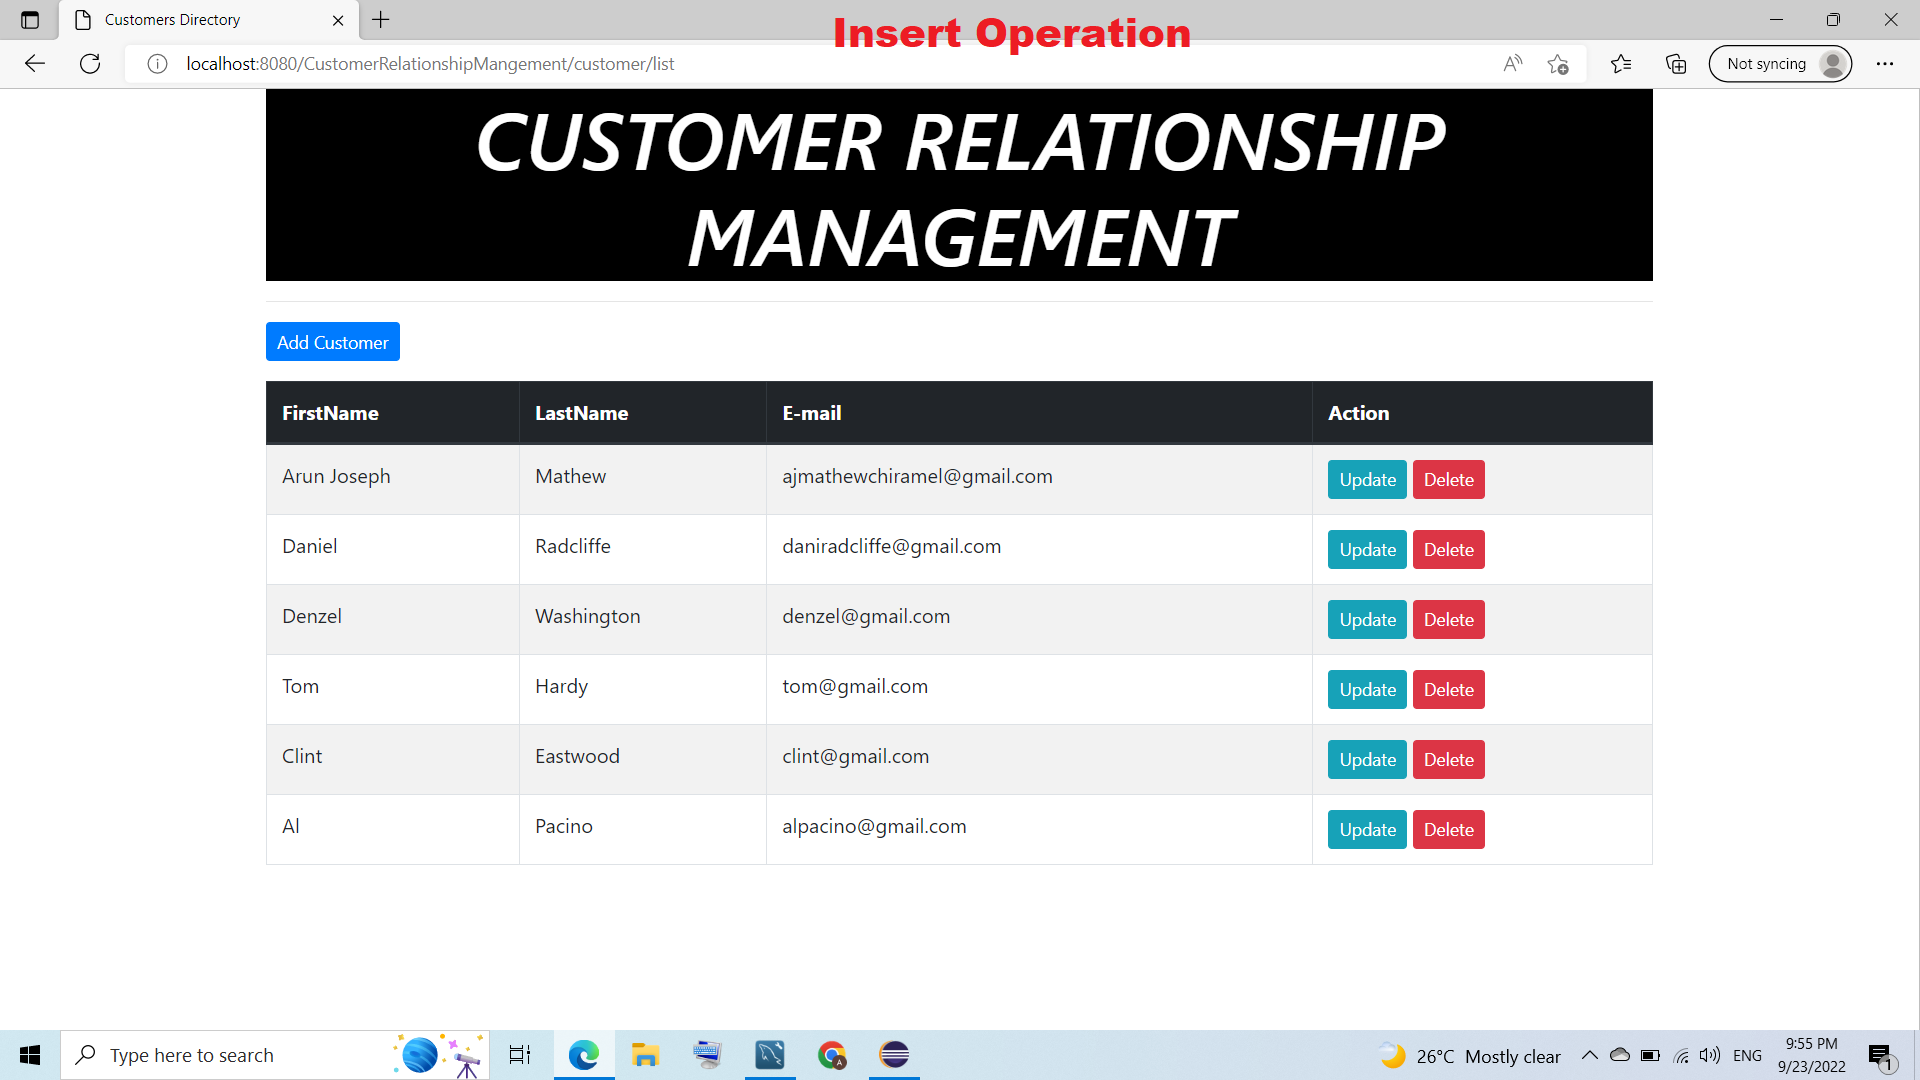 Customers Directory
Insert Operation
localhost:8080/CustomerRelationshipMangement/customer/list
Not syncing
CUSTOMER RELATIONSHIP
MANAGEMENT
Add Customer
FirstName LastName E-mail Action
Arun Joseph Mathew ajmathewchiramel@gmail.com Update Delete
Daniel Radcliffe daniradcliffe@gmail.com Update Delete
Denzel Washington denzel@gmail.com Update Delete
Tom Hardy tom@gmail.com Update Delete
Clint Eastwood clint@gmail.com Update Delete
Al Pacino alpacino@gmail.com Update Delete
Type here to search
26°C Mostly clear
ENG
9:55 PM
9/23/2022
1